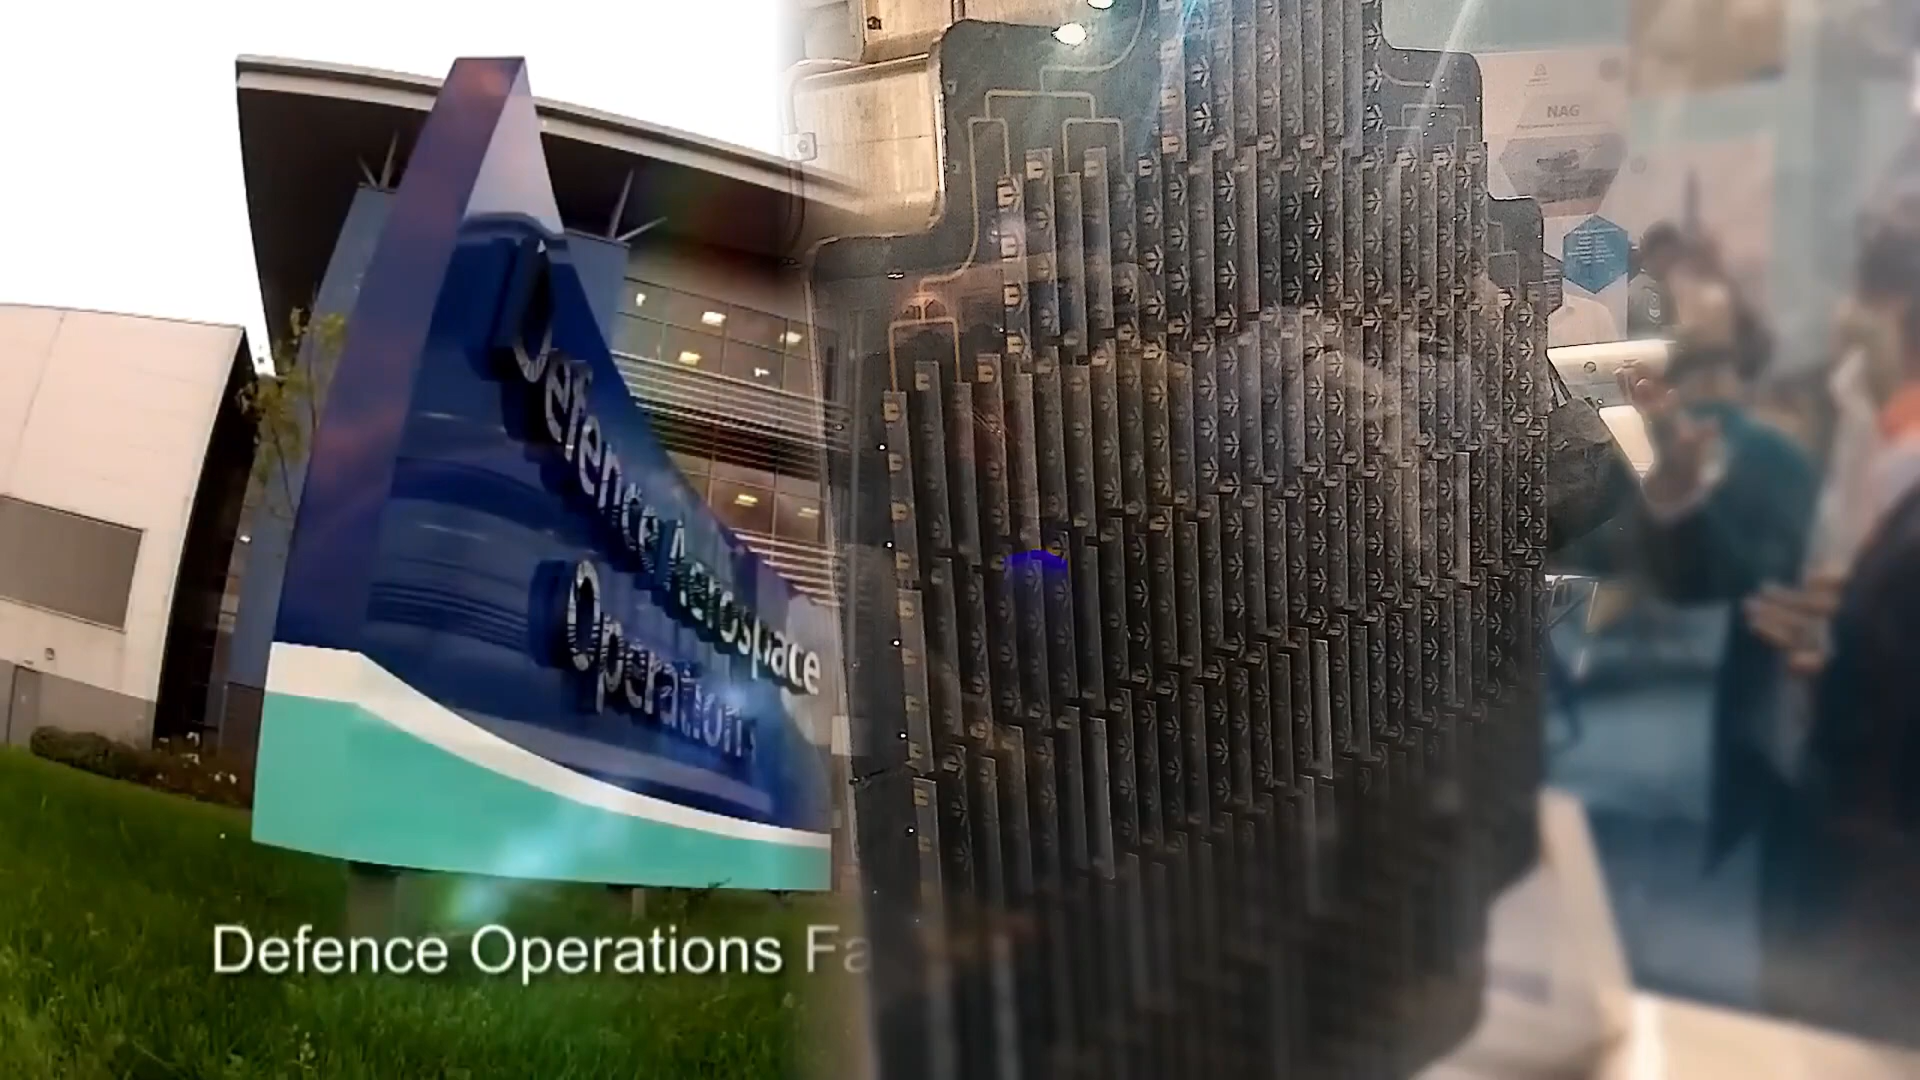 Defence Aerospace
Operations
Defence Operations Fa
NAG